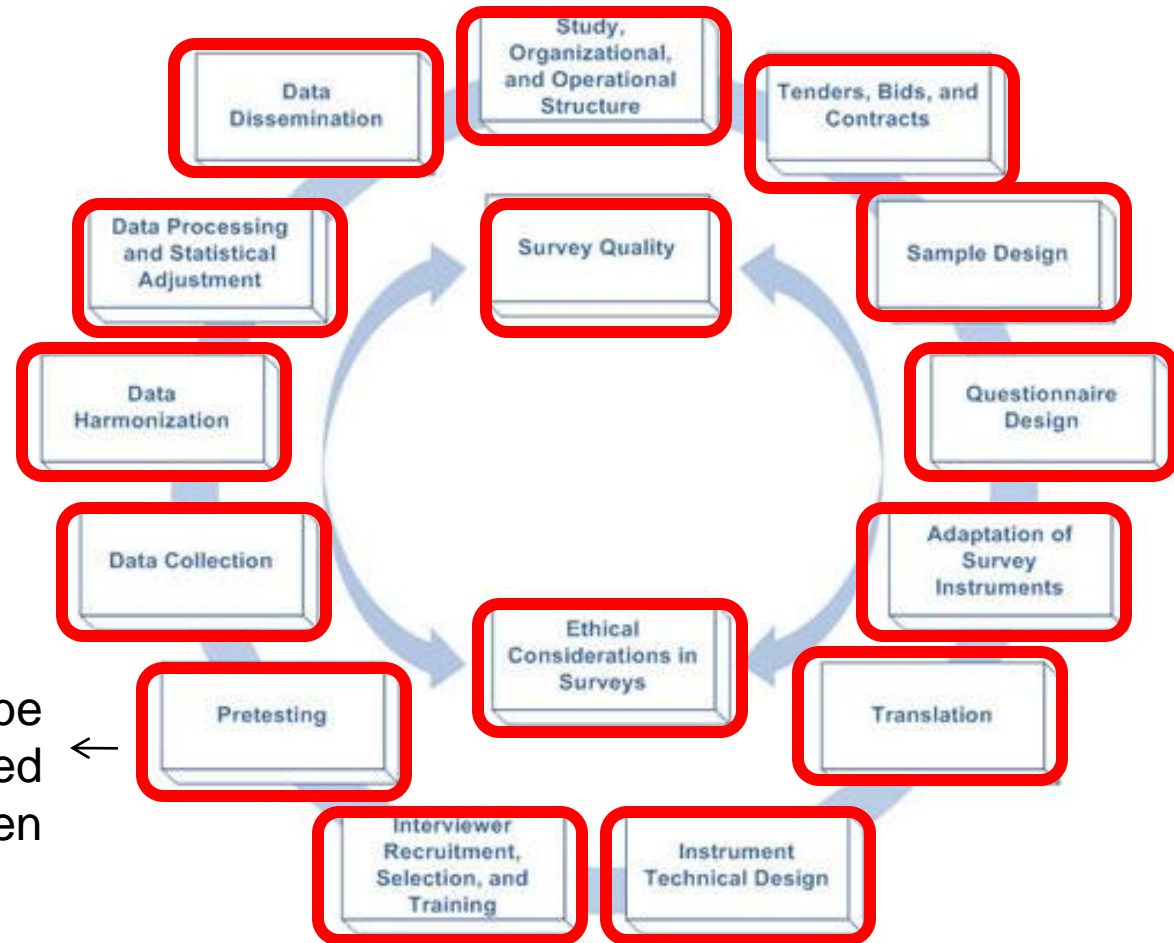 Study,
Organizational,
and Operational
Structure
Tenders, Bids, and
Contracts
Sample Design
Questionnaire
Design
Adaptation of
Survey
Instruments
Translation
Instrument
Technical Design
Interviewer
Recruitment,
Selection, and
Training
Pretesting
Data Collection
Data
Harmonization
Data Processing
and Statistical
Adjustment
Data
Dissemination
Survey Quality
Ethical
Considerations in
Surveys